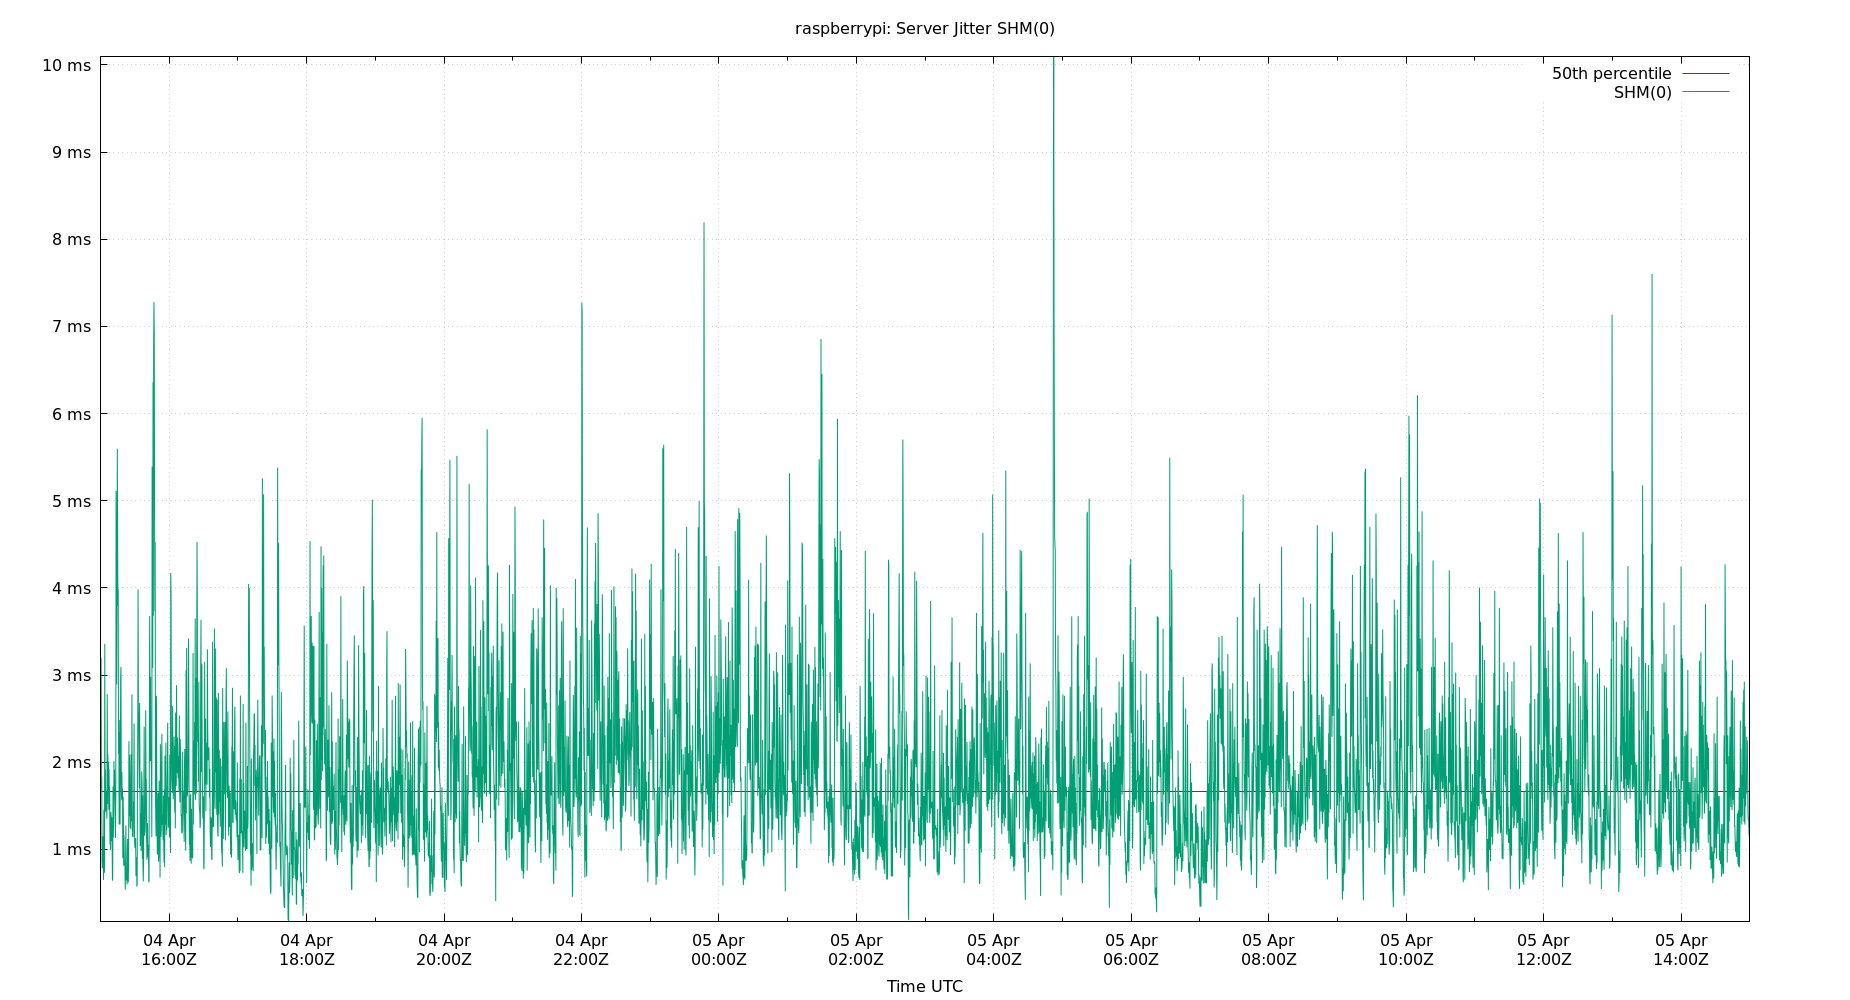 raspberrypi: Server Jitter SHM(0)
50th percentile
SHM(0)
10 ms
9 ms
8 ms
7 ms
6 ms
5 ms
4 ms
3 ms
2 ms
1 ms
04 Apr 04 Apr 04 Apr 04 Apr 05 Apr 05 Apr 05 Apr 05 Apr 05 Apr 05 Apr 05 Apr 05 Apr
16:00Z 18:00Z 20:00Z 22:00Z 00:00Z 02:00Z 04:00Z 06:00Z 08:00Z 10:00Z 12:00Z 14:00Z
Time UTC